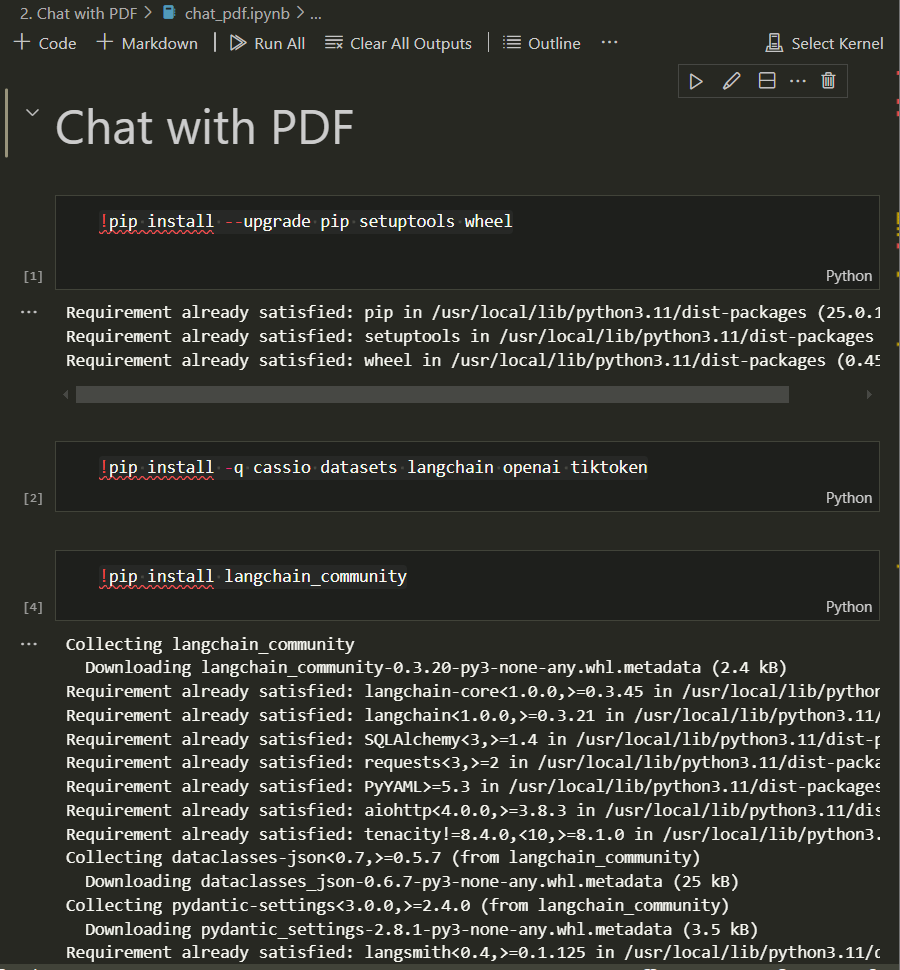 2. Chat with PDF > chat_pdf.ipynb > ...
+ Code + Markdown | Run All Clear All Outputs | Outline ... Select Kernel
Chat with PDF
!pip install --upgrade pip setuptools wheel
[1] Python
... Requirement already satisfied: pip in /usr/local/lib/python3.11/dist-packages (25.0.1
Requirement already satisfied: setuptools in /usr/local/lib/python3.11/dist-packages
Requirement already satisfied: wheel in /usr/local/lib/python3.11/dist-packages (0.45
!pip install -q cassio datasets langchain openai tiktoken
[2] Python
!pip install langchain_community
[4] Python
... Collecting langchain_community
Downloading langchain_community-0.3.20-py3-none-any.whl.metadata (2.4 kB)
Requirement already satisfied: langchain-core<1.0.0,>=0.3.45 in /usr/local/lib/python
Requirement already satisfied: langchain<1.0.0,>=0.3.21 in /usr/local/lib/python3.11/
Requirement already satisfied: SQLAlchemy<3,>=1.4 in /usr/local/lib/python3.11/dist-p
Requirement already satisfied: requests<3,>=2 in /usr/local/lib/python3.11/dist-packa
Requirement already satisfied: PyYAML>=5.3 in /usr/local/lib/python3.11/dist-packages
Requirement already satisfied: aiohttp<4.0.0,>=3.8.3 in /usr/local/lib/python3.11/dis
Requirement already satisfied: tenacity!=8.4.0,<10,>=8.1.0 in /usr/local/lib/python3.
Collecting dataclasses-json<0.7,>=0.5.7 (from langchain_community)
Downloading dataclasses_json-0.6.7-py3-none-any.whl.metadata (25 kB)
Collecting pydantic-settings<3.0.0,>=2.4.0 (from langchain_community)
Downloading pydantic_settings-2.8.1-py3-none-any.whl.metadata (3.5 kB)
Requirement already satisfied: langsmith<0.4,>=0.1.125 in /usr/local/lib/python3.11/d